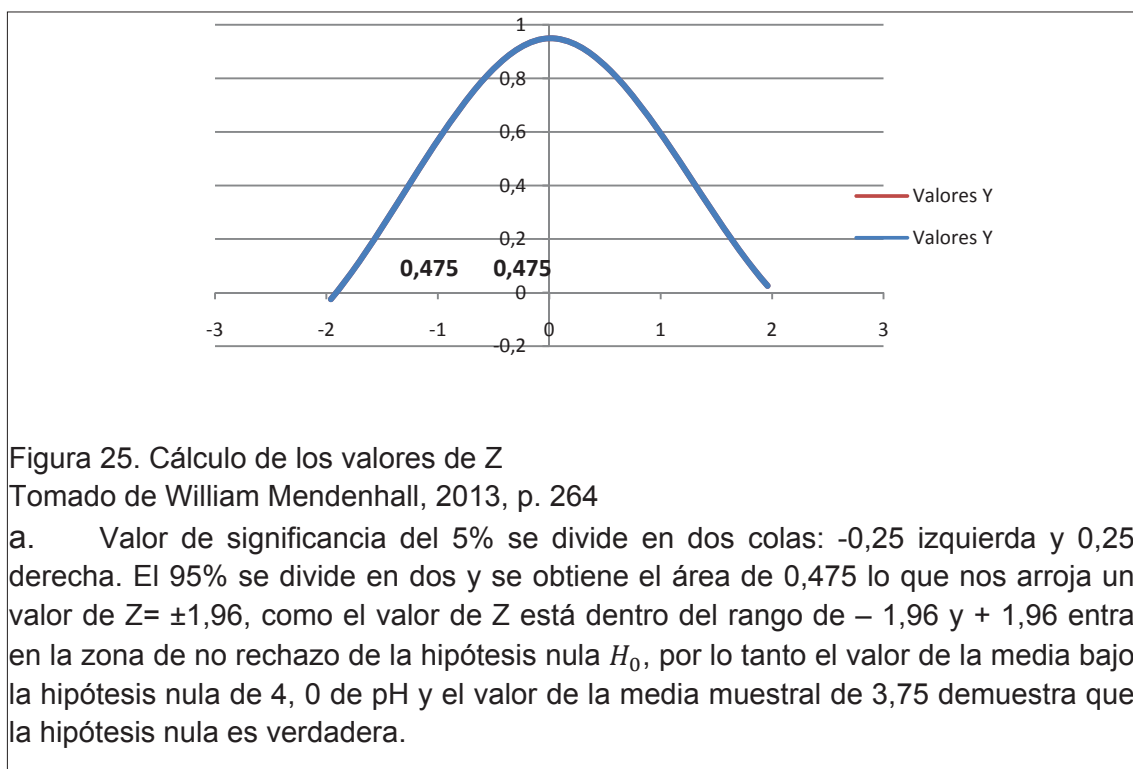 1
0,8
0,6
0,4
Valores Y
0,2
Valores Y
0,475 0,475
0
-3 -2 -1 0 1 2 3
-0,2
Figura 25. Cálculo de los valores de Z
Tomado de William Mendenhall, 2013, p. 264
a. Valor de significancia del 5% se divide en dos colas: -0,25 izquierda y 0,25
derecha. El 95% se divide en dos y se obtiene el área de 0,475 lo que nos arroja un
valor de Z= ±1,96, como el valor de Z está dentro del rango de – 1,96 y + 1,96 entra
en la zona de no rechazo de la hipótesis nula 𝐻₀, por lo tanto el valor de la media bajo
la hipótesis nula de 4, 0 de pH y el valor de la media muestral de 3,75 demuestra que
la hipótesis nula es verdadera.